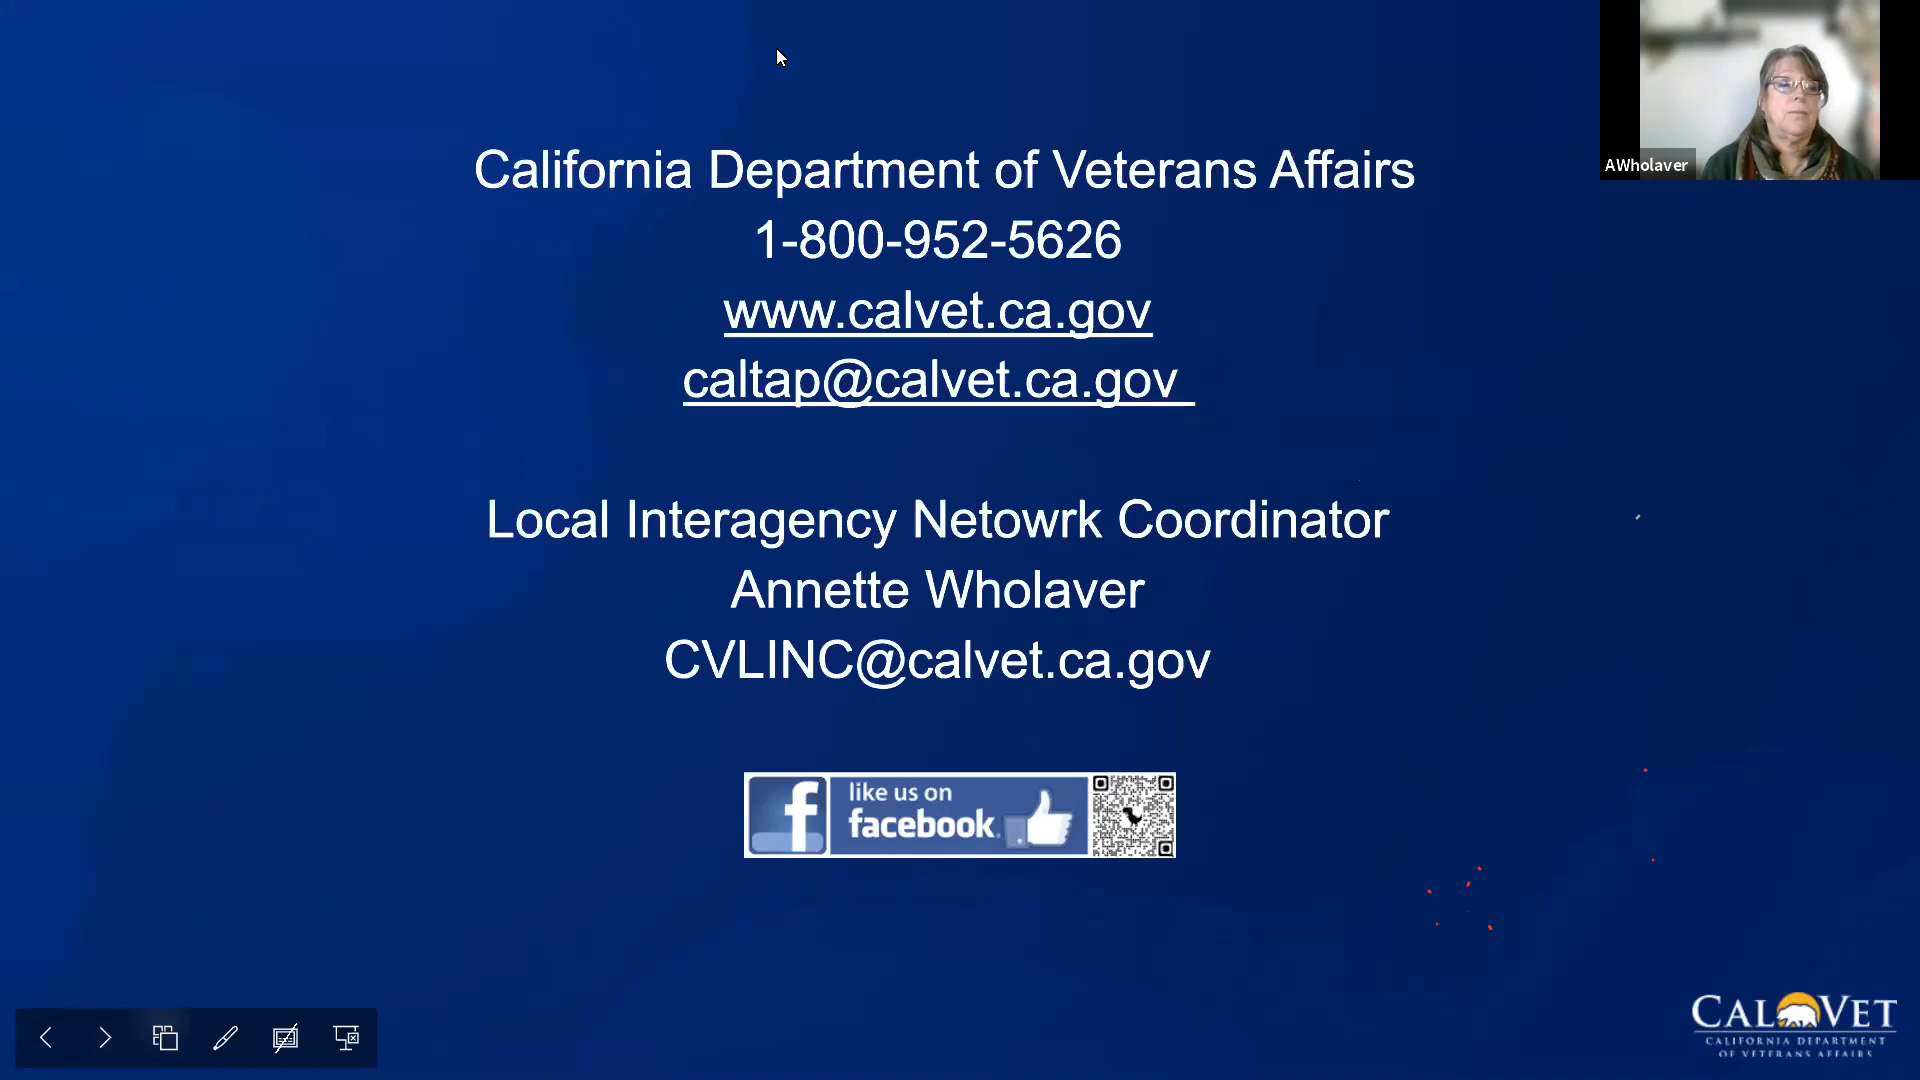 California Department of Veterans Affairs
1-800-952-5626
www.calvet.ca.gov
caltap@calvet.ca.gov
Local Interagency Netowrk Coordinator
Annette Wholaver
CVLINC@calvet.ca.gov
f
like us on
facebook
AWholaver
CALVET
CALIFORNIA DEPARTMENT
OF VETERANS AFFAIRS